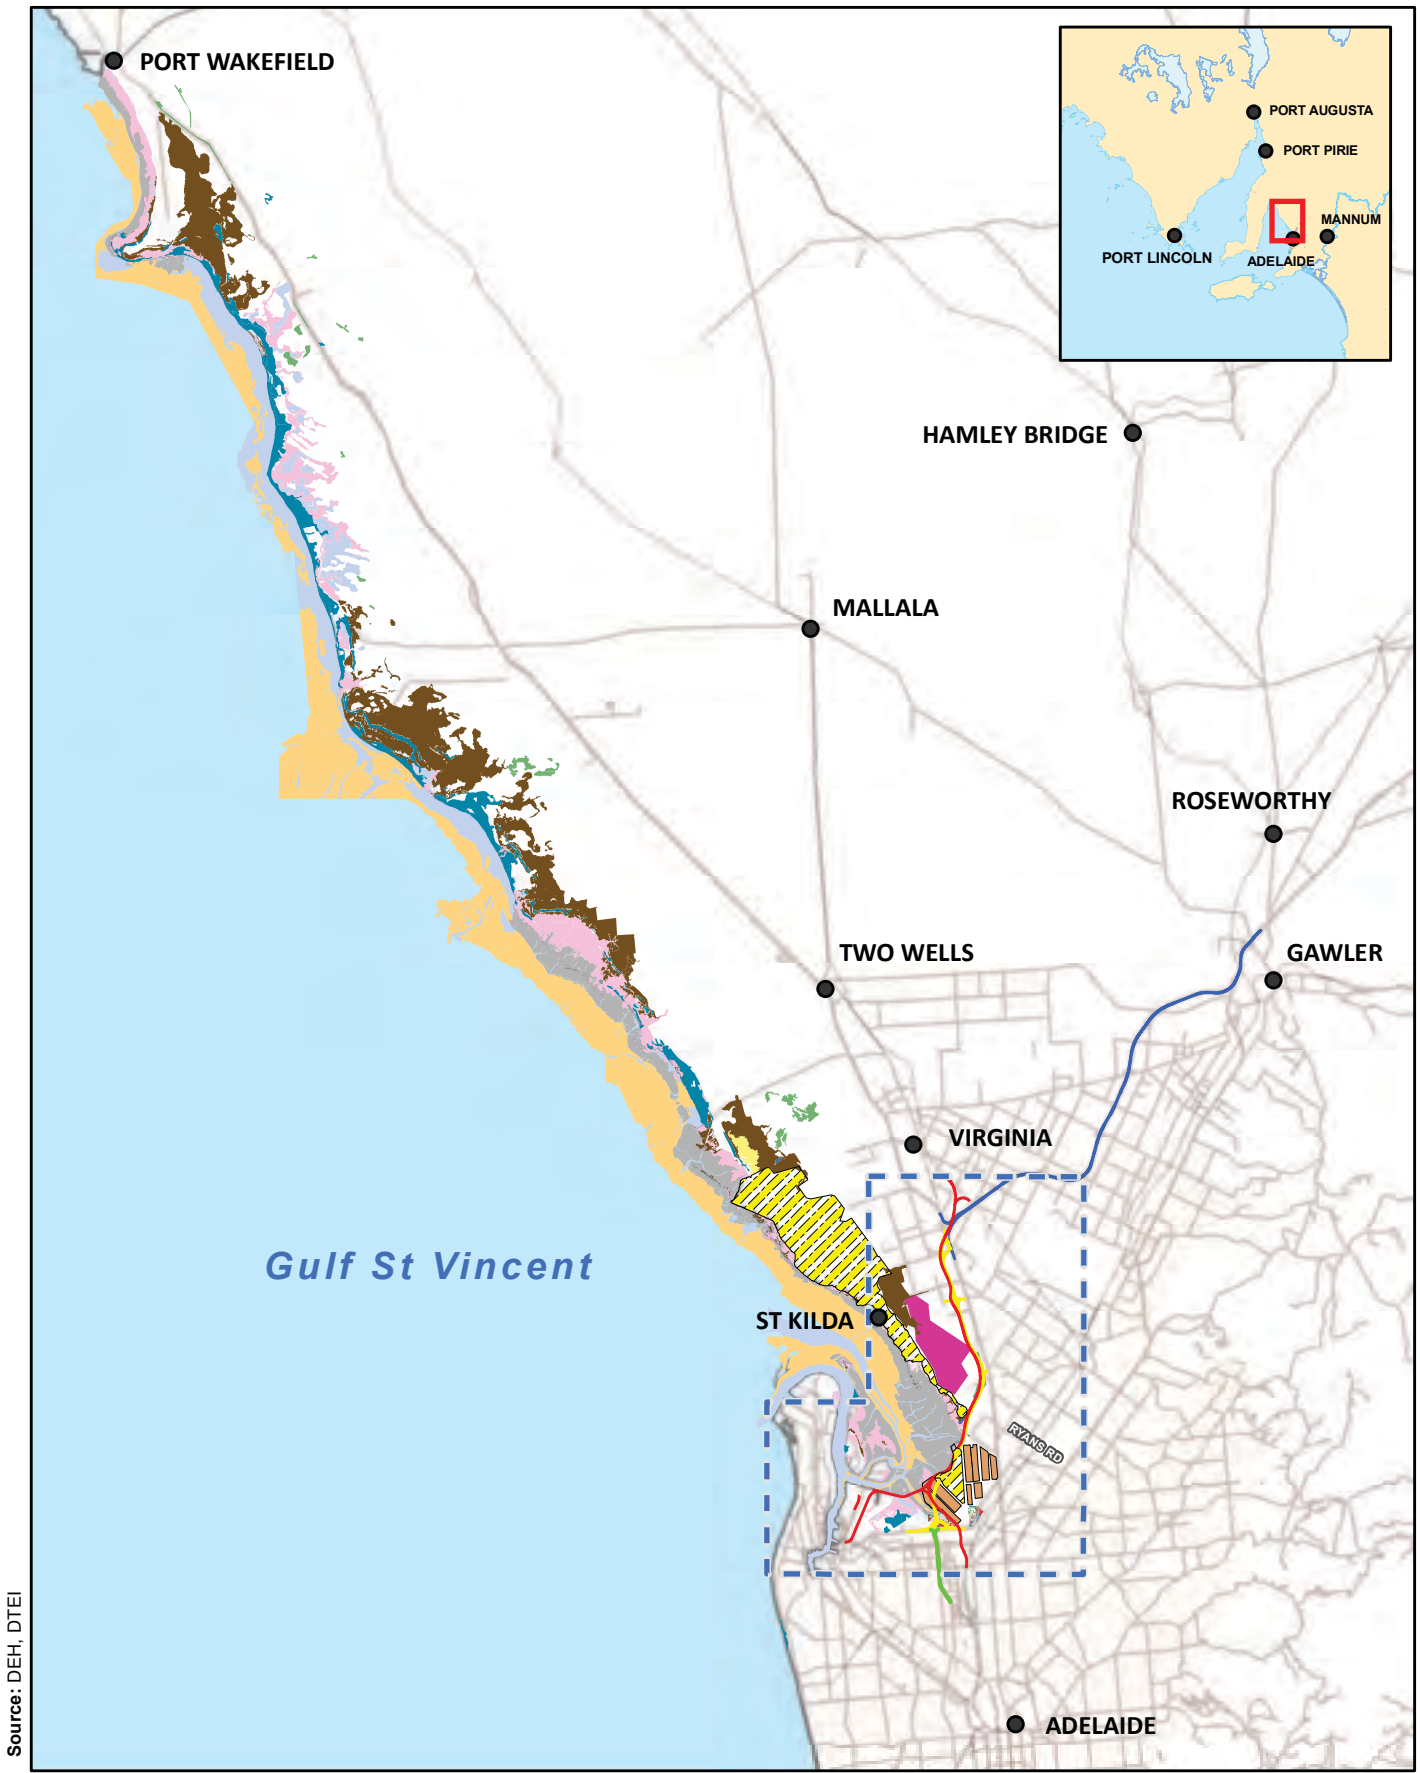 PORT WAKEFIELD
PORT AUGUSTA
PORT PIRIE
MANNUM
PORT LINCOLN
ADELAIDE
HAMLEY BRIDGE
MALLALA
ROSEWORTHY
TWO WELLS
GAWLER
VIRGINIA
Gulf St Vincent
ST KILDA
RYANS RD
ADELAIDE
Source: DEH, DTEI